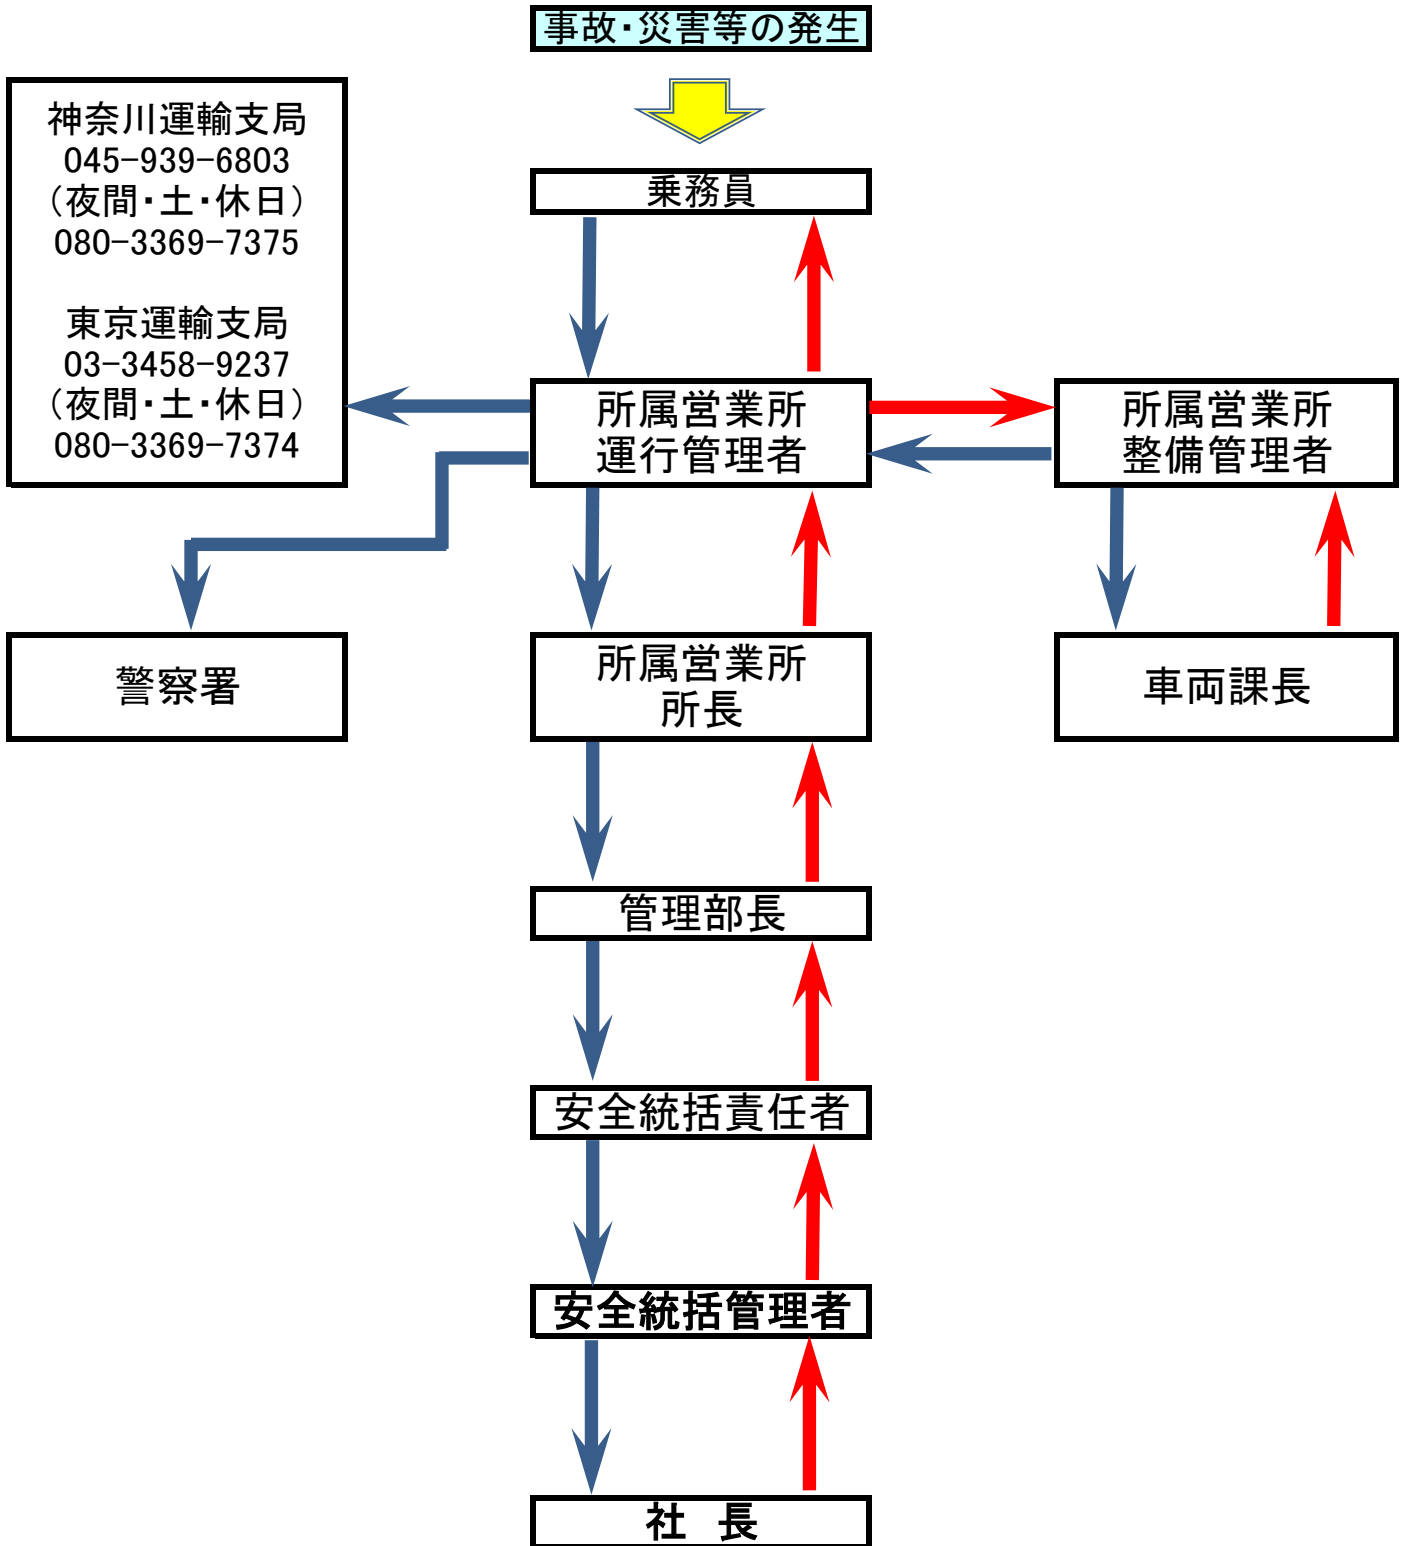 事故・災害等の発生
神奈川運輸支局
045-939-6803
（夜間・土・休日）
080-3369-7375
東京運輸支局
03-3458-9237
（夜間・土・休日）
080-3369-7374
乗務員
所属営業所
運行管理者
所属営業所
整備管理者
警察署
所属営業所
所長
車両課長
管理部長
安全統括責任者
安全統括管理者
社　長